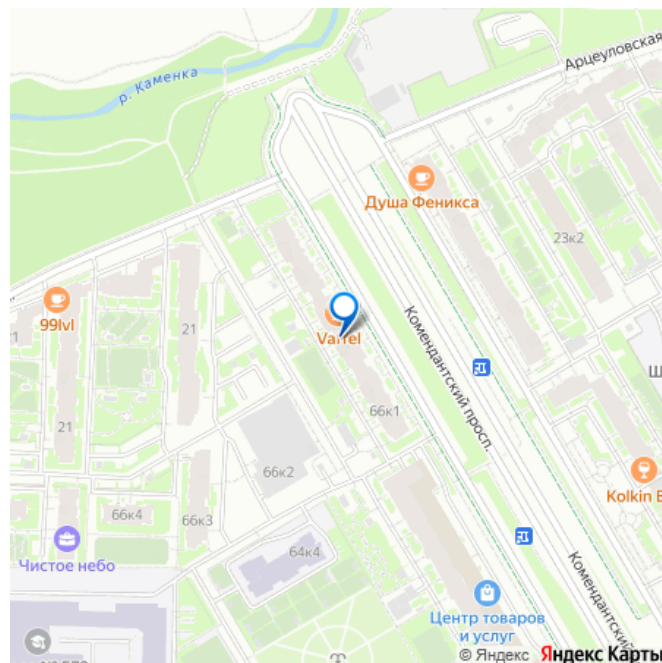 Арцеуловская
р. Каменка
Душа Феникса
23к2
99lvl
21
21
Комендантский просп.
66к1
21
66к2
Kolkin B
66к4
66к3
Чистое небо
64к4
Комендантский
Центр товаров
и услуг
© Яндекс Яндекс Карты